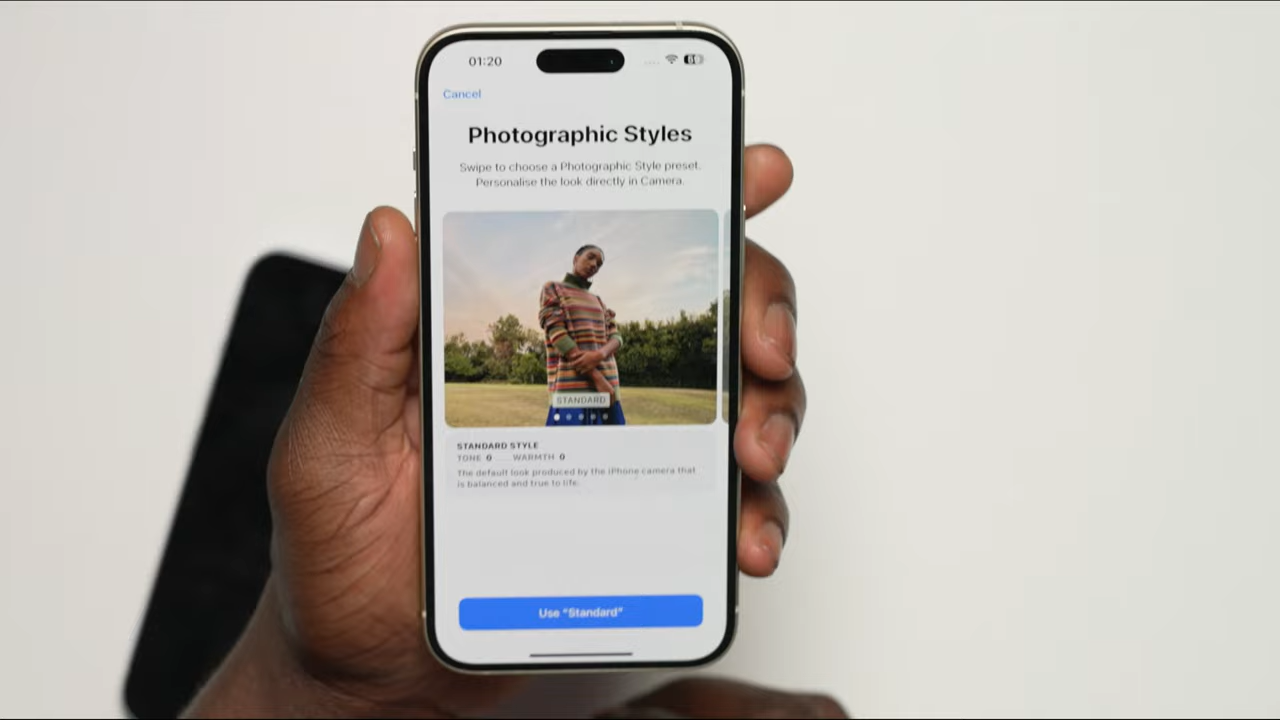 01:20
Cancel
Photographic Styles
Swipe to choose a Photographic Style preset.
Personalise the look directly in Camera.
STANDARD
STANDARD STYLE
TONE 0 WARMTH 0
The default look produced by the iPhone camera that
is balanced and true to life.
Use "Standard"